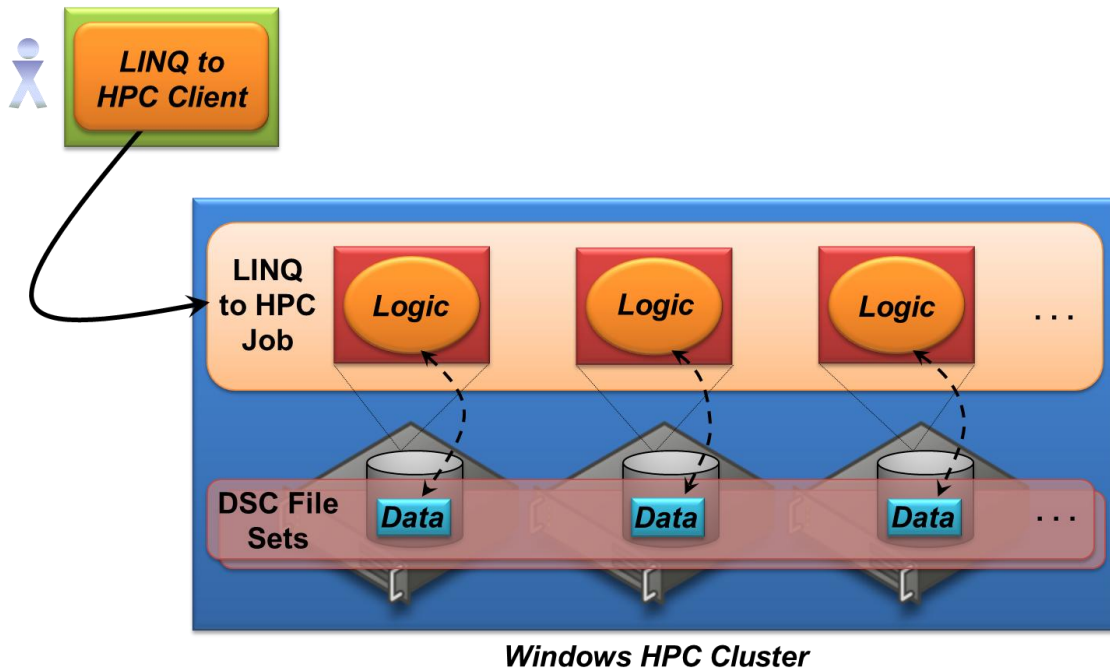 LINQ to
HPC Client
LINQ
to HPC
Job
Logic
Logic
Logic
. . .
DSC File
Sets
Data
Data
Data
. . .
Windows HPC Cluster